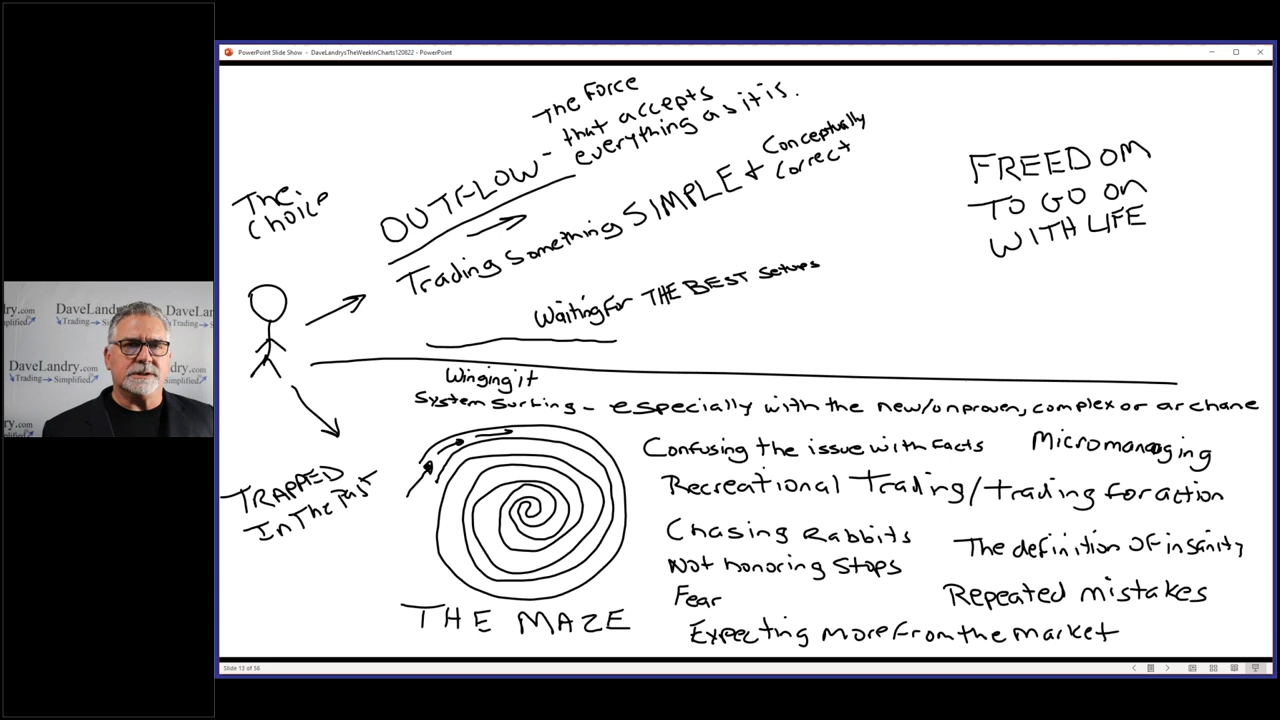 PowerPoint Slide Show - DaveLandrysTheWeekInCharts120822 - PowerPoint
The Force
that accepts
everything as it is.
OUTFLOW -
Conceptually
Correct
Trading Something SIMPLE +
The
Choice
FREEDOM
TO GO ON
WITH LIFE
Waiting For THE BEST Setups
Winging it
System Surfing - especially with the new/unproven, complex or archane
Confusing the issue with Facts
Micromanaging
TRAPPED
In The Past
Recreational Trading/trading for action
Chasing Rabbits
The definition Of insanity
Not honoring Stops
Fear
Repeated mistakes
THE MAZE
Expecting More From the Market
DaveLandry.com
Trading Simplified
DaveLandry.com
Trading Simplified
Slide 13 of 56